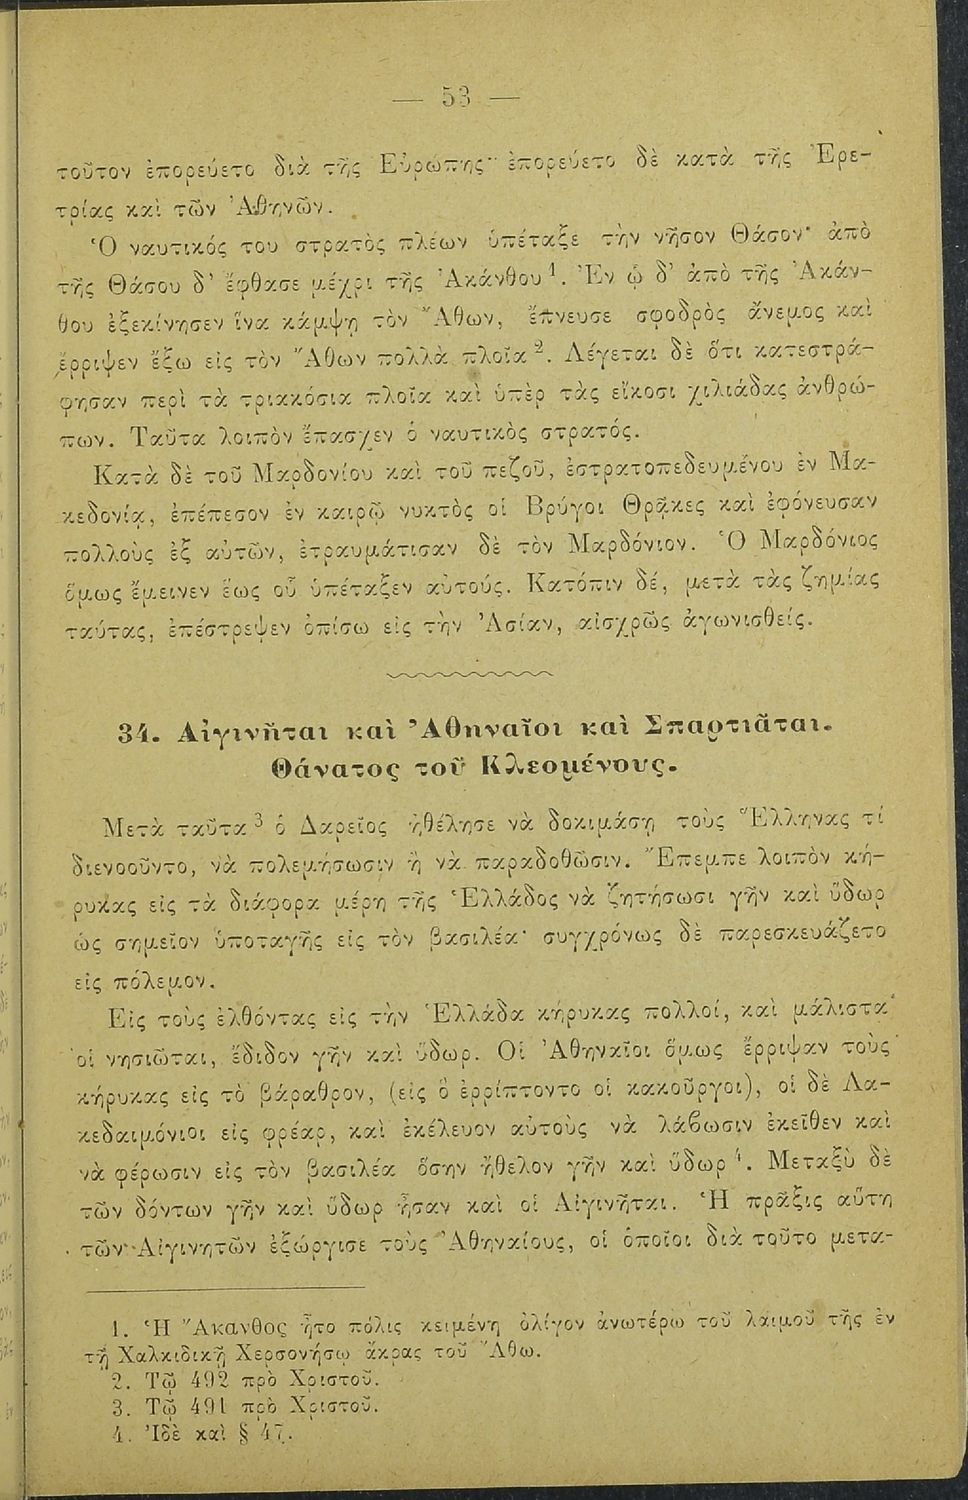 — 53 —
τοῦτον ἐπορεύετο διὰ τῆς Εὐρώπης· ἐπορεύετο δὲ κατὰ τῆς Ἐρε-
τρίας καὶ τῶν Ἀθηνῶν.
Ὁ ναυτικός του στρατὸς πλέων ὑπέταξε τὴν νῆσον Θάσον· ἀπὸ
τῆς Θάσου δ' ἔφθασε μέχρι τῆς Ἀκάνθου¹. Ἐν ᾧ δ' ἀπὸ τῆς Ἀκάν-
θου ἐξεκίνησεν ἵνα κάμψῃ τὸν Ἄθων, ἔπνευσε σφοδρὸς ἄνεμος καὶ
ἔρριψεν ἔξω εἰς τὸν Ἄθων πολλὰ πλοῖα². Λέγεται δὲ ὅτι κατεστρά-
φησαν περὶ τὰ τριακόσια πλοῖα καὶ ὑπὲρ τὰς εἴκοσι χιλιάδας ἀνθρώ-
πων. Ταῦτα λοιπὸν ἔπασχεν ὁ ναυτικὸς στρατός.
Κατὰ δὲ τοῦ Μαρδονίου καὶ τοῦ πεζοῦ, ἐστρατοπεδευμένου ἐν Μα-
κεδονίᾳ, ἐπέπεσον ἐν καιρῷ νυκτὸς οἱ Βρύγοι Θρᾷκες καὶ ἐφόνευσαν
πολλοὺς ἐξ αὐτῶν, ἐτραυμάτισαν δὲ τὸν Μαρδόνιον. Ὁ Μαρδόνιος
ὅμως ἔμεινεν ἕως οὗ ὑπέταξεν αὐτούς. Κατόπιν δέ, μετὰ τὰς ζημίας
ταύτας, ἐπέστρεψεν ὀπίσω εἰς τὴν Ἀσίαν, αἰσχρῶς ἀγωνισθείς.
34. Αἰγινῆται καὶ Ἀθηναῖοι καὶ Σπαρτιᾶται.
Θάνατος τοῦ Κλεομένους.
Μετὰ ταῦτα³ ὁ Δαρεῖος ἠθέλησε νὰ δοκιμάσῃ τοὺς Ἕλληνας τί
διενοοῦντο, νὰ πολεμήσωσιν ἢ νὰ παραδοθῶσιν. Ἔπεμπε λοιπὸν κή-
ρυκας εἰς τὰ διάφορα μέρη τῆς Ἑλλάδος νὰ ζητήσωσι γῆν καὶ ὕδωρ
ὡς σημεῖον ὑποταγῆς εἰς τὸν βασιλέα· συγχρόνως δὲ παρεσκευάζετο
εἰς πόλεμον.
Εἰς τοὺς ἐλθόντας εἰς τὴν Ἑλλάδα κήρυκας πολλοί, καὶ μάλιστα
οἱ νησιῶται, ἔδιδον γῆν καὶ ὕδωρ. Οἱ Ἀθηναῖοι ὅμως ἔρριψαν τοὺς
κήρυκας εἰς τὸ βάραθρον, (εἰς ὃ ἐρρίπτοντο οἱ κακοῦργοι), οἱ δὲ Λα-
κεδαιμόνιοι εἰς φρέαρ, καὶ ἐκέλευον αὐτοὺς νὰ λάβωσιν ἐκεῖθεν καὶ
νὰ φέρωσιν εἰς τὸν βασιλέα ὅσην ἤθελον γῆν καὶ ὕδωρ⁴. Μεταξὺ δὲ
τῶν δόντων γῆν καὶ ὕδωρ ἦσαν καὶ οἱ Αἰγινῆται. Ἡ πρᾶξις αὕτη
τῶν Αἰγινητῶν ἐξώργισε τοὺς Ἀθηναίους, οἱ ὁποῖοι διὰ τοῦτο μετα-
1. Ἡ Ἄκανθος ἦτο πόλις κειμένη ὀλίγον ἀνωτέρω τοῦ λαιμοῦ τῆς ἐν
τῇ Χαλκιδικῇ Χερσονήσῳ ἄκρας τοῦ Ἄθω.
2. Τῷ 492 πρὸ Χριστοῦ.
3. Τῷ 491 πρὸ Χριστοῦ.
4. Ἰδὲ καὶ § 47.